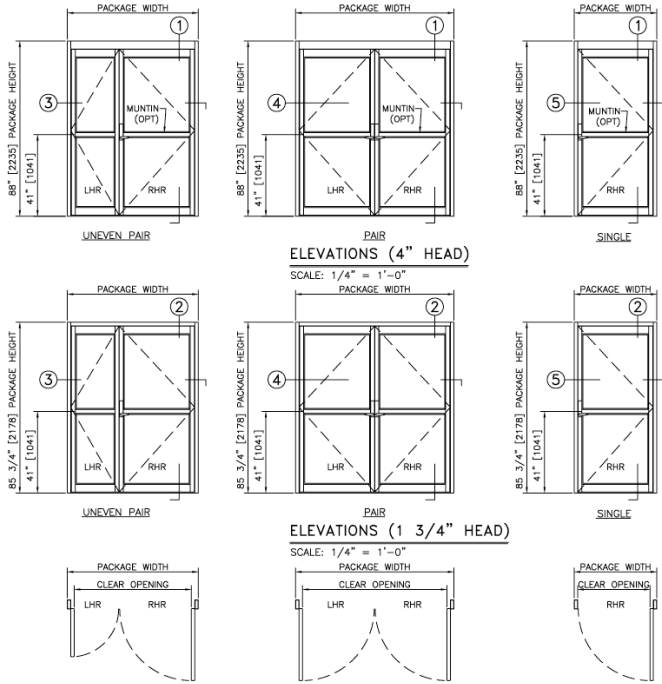 PACKAGE WIDTH
PACKAGE WIDTH
PACKAGE WIDTH
1
1
1
88" [2235] PACKAGE HEIGHT
41" [1041]
3
MUNTIN
(OPT)
LHR
RHR
UNEVEN PAIR
88" [2235] PACKAGE HEIGHT
41" [1041]
4
MUNTIN
(OPT)
LHR
RHR
PAIR
88" [2235] PACKAGE HEIGHT
41" [1041]
5
MUNTIN
(OPT)
RHR
SINGLE
ELEVATIONS (4" HEAD)
SCALE: 1/4" = 1'-0"
PACKAGE WIDTH
PACKAGE WIDTH
PACKAGE WIDTH
2
2
2
85 3/4" [2178] PACKAGE HEIGHT
41" [1041]
3
LHR
RHR
UNEVEN PAIR
85 3/4" [2178] PACKAGE HEIGHT
41" [1041]
4
LHR
RHR
PAIR
85 3/4" [2178] PACKAGE HEIGHT
41" [1041]
5
RHR
SINGLE
ELEVATIONS (1 3/4" HEAD)
SCALE: 1/4" = 1'-0"
PACKAGE WIDTH
CLEAR OPENING
LHR
RHR
PACKAGE WIDTH
CLEAR OPENING
LHR
RHR
PACKAGE WIDTH
CLEAR OPENING
RHR